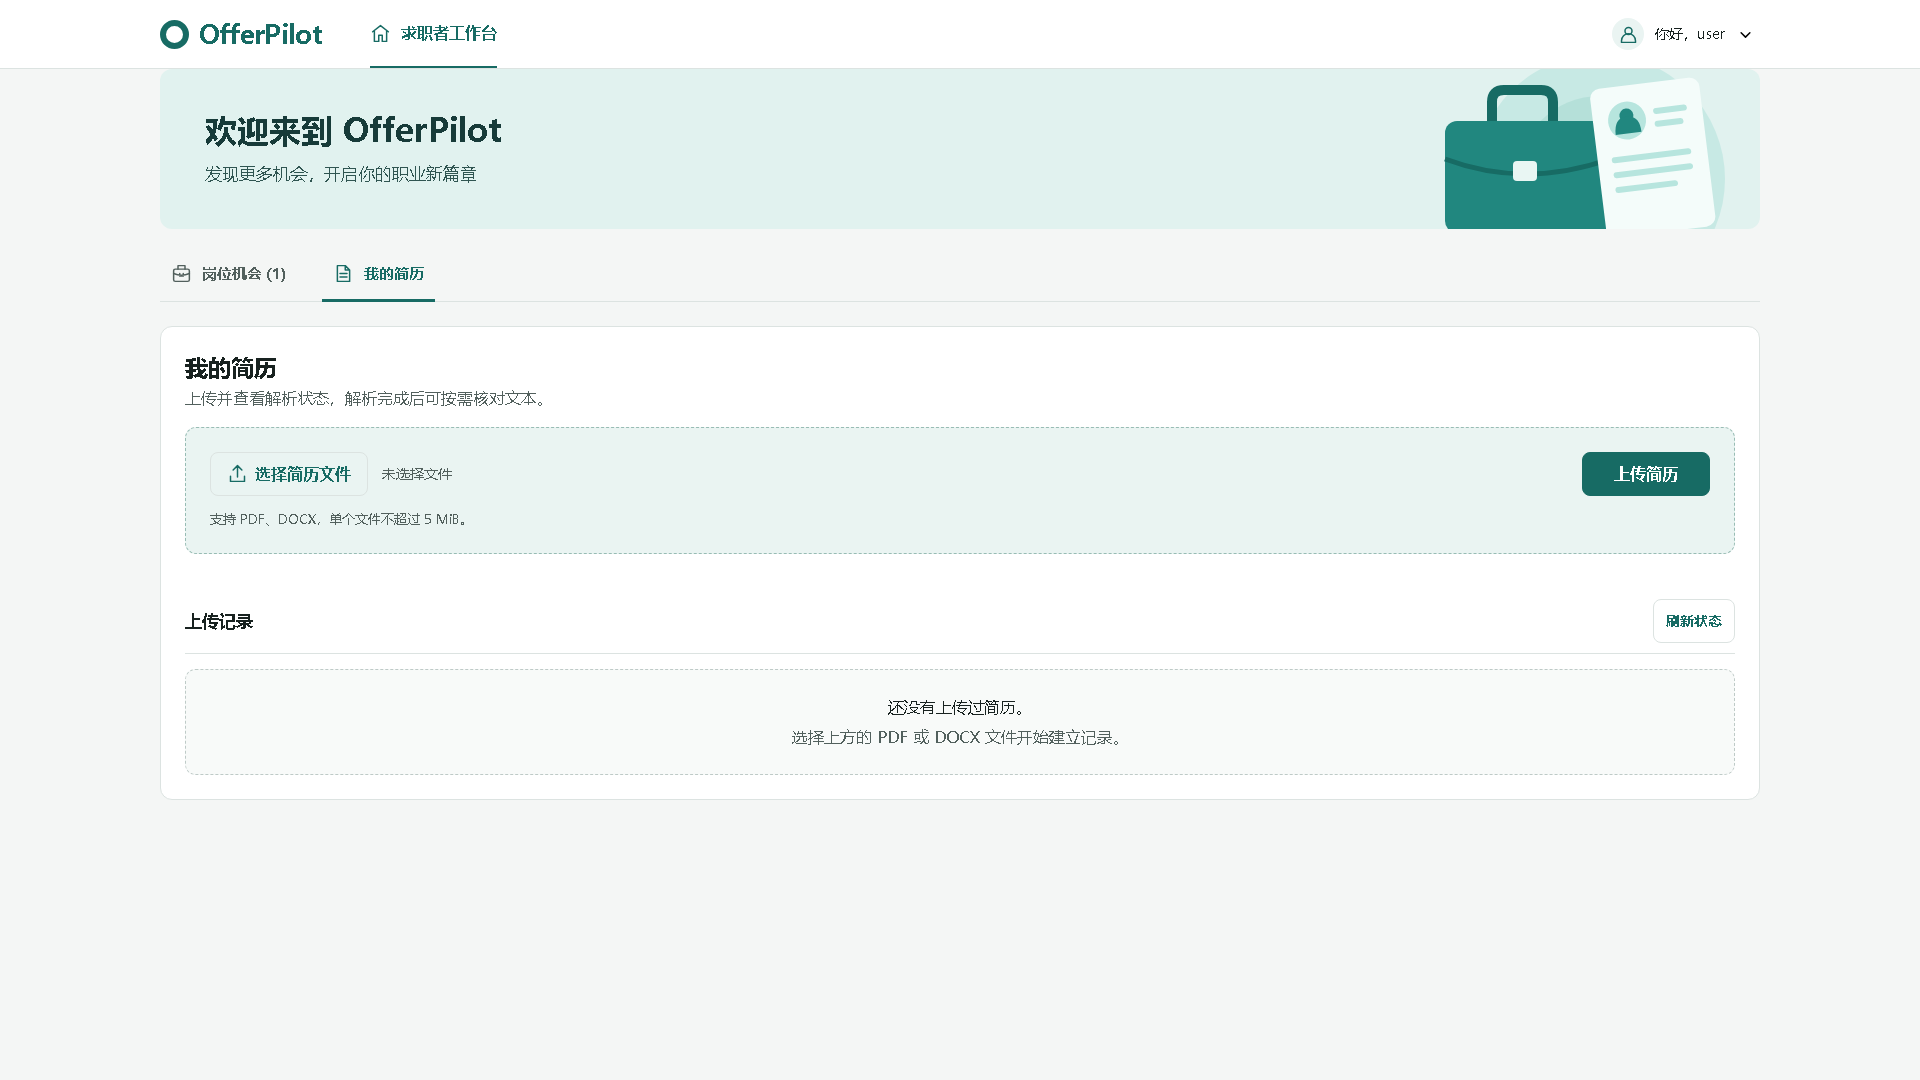 OfferPilot
求职者工作台
你好，user
欢迎来到 OfferPilot
发现更多机会，开启你的职业新篇章
岗位机会 (1)
我的简历
我的简历
上传并查看解析状态，解析完成后可按需核对文本。
选择简历文件
未选择文件
上传简历
支持 PDF、DOCX，单个文件不超过 5 MiB。
上传记录
刷新状态
还没有上传过简历。
选择上方的 PDF 或 DOCX 文件开始建立记录。